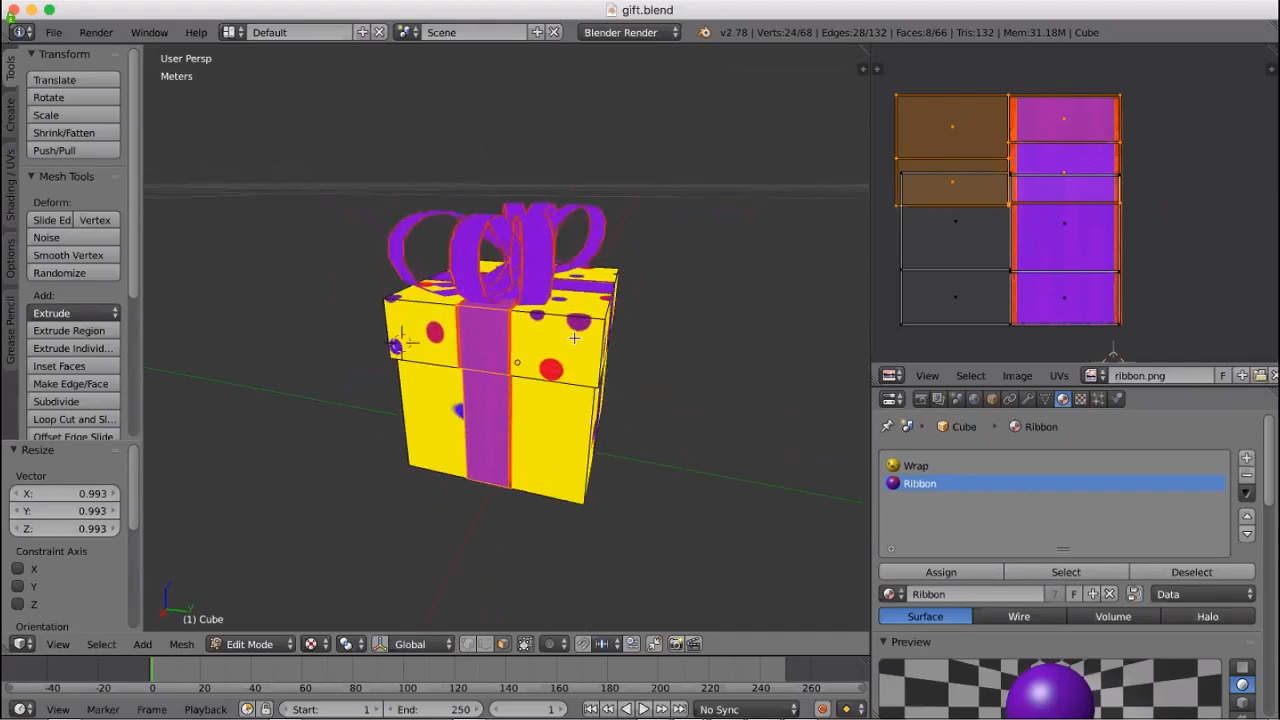 gift.blend
File Render Window Help Default Scene Blender Render v2.78 | Verts:24/68 | Edges:28/132 | Faces:8/66 | Tris:132 | Mem:31.18M | Cube
Tools
Create
Shading / UVs
Options
Grease Pencil
Transform
Translate
Rotate
Scale
Shrink/Fatten
Push/Pull
Mesh Tools
Deform:
Slide Ed Vertex
Noise
Smooth Vertex
Randomize
Add:
Extrude
Extrude Region
Extrude Individ...
Inset Faces
Make Edge/Face
Subdivide
Loop Cut and Sl...
Offset Edge Slide
Resize
Vector
X: 0.993
Y: 0.993
Z: 0.993
Constraint Axis
X
Y
Z
Orientation
User Persp
Meters
(1) Cube
View Select Add Mesh Edit Mode Global
View Select Image UVs ribbon.png F
Cube Ribbon
Wrap
Ribbon
Assign Select Deselect
Ribbon 7 F Data
Surface Wire Volume Halo
Preview
-40 -20 0 20 40 60 80 100 120 140 160 180 200 220 240 260
View Marker Frame Playback Start: 1 End: 250 1 No Sync